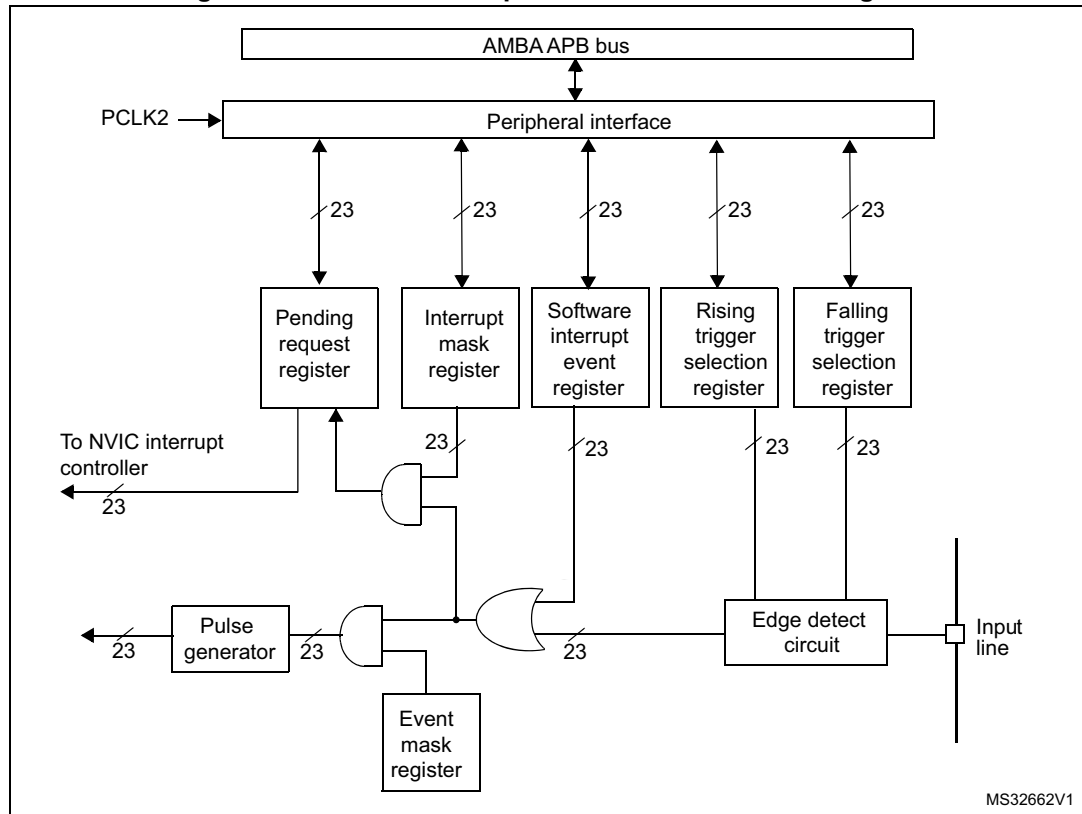 AMBA APB bus
PCLK2
Peripheral interface
23
23
23
23
23
Pending
request
register
Interrupt
mask
register
Software
interrupt
event
register
Rising
trigger
selection
register
Falling
trigger
selection
register
To NVIC interrupt
controller
23
23
23
23
23
Pulse
generator
23
23
23
Edge detect
circuit
Input
line
Event
mask
register
MS32662V1